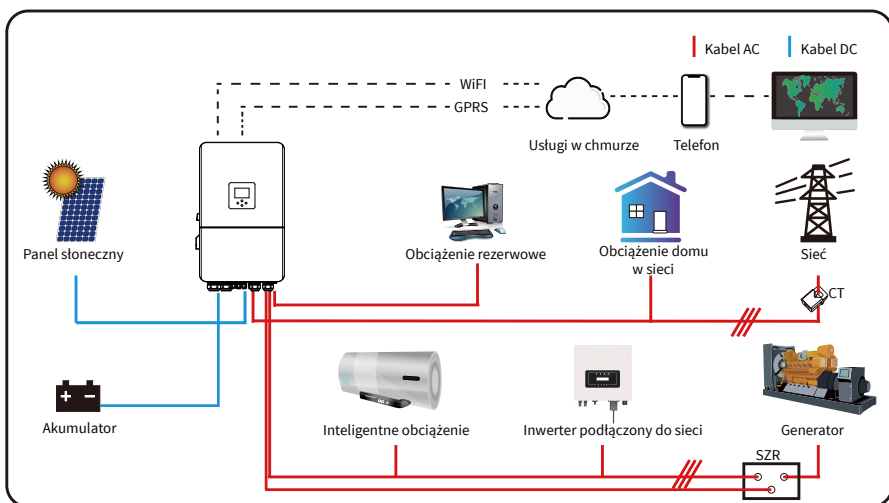 Kabel AC
Kabel DC
WiFI
GPRS
Usługi w chmurze
Telefon
Panel słoneczny
Obciążenie rezerwowe
Obciążenie domu
w sieci
Sieć
CT
Akumulator
Inteligentne obciążenie
Inwerter podłączony do sieci
Generator
SZR